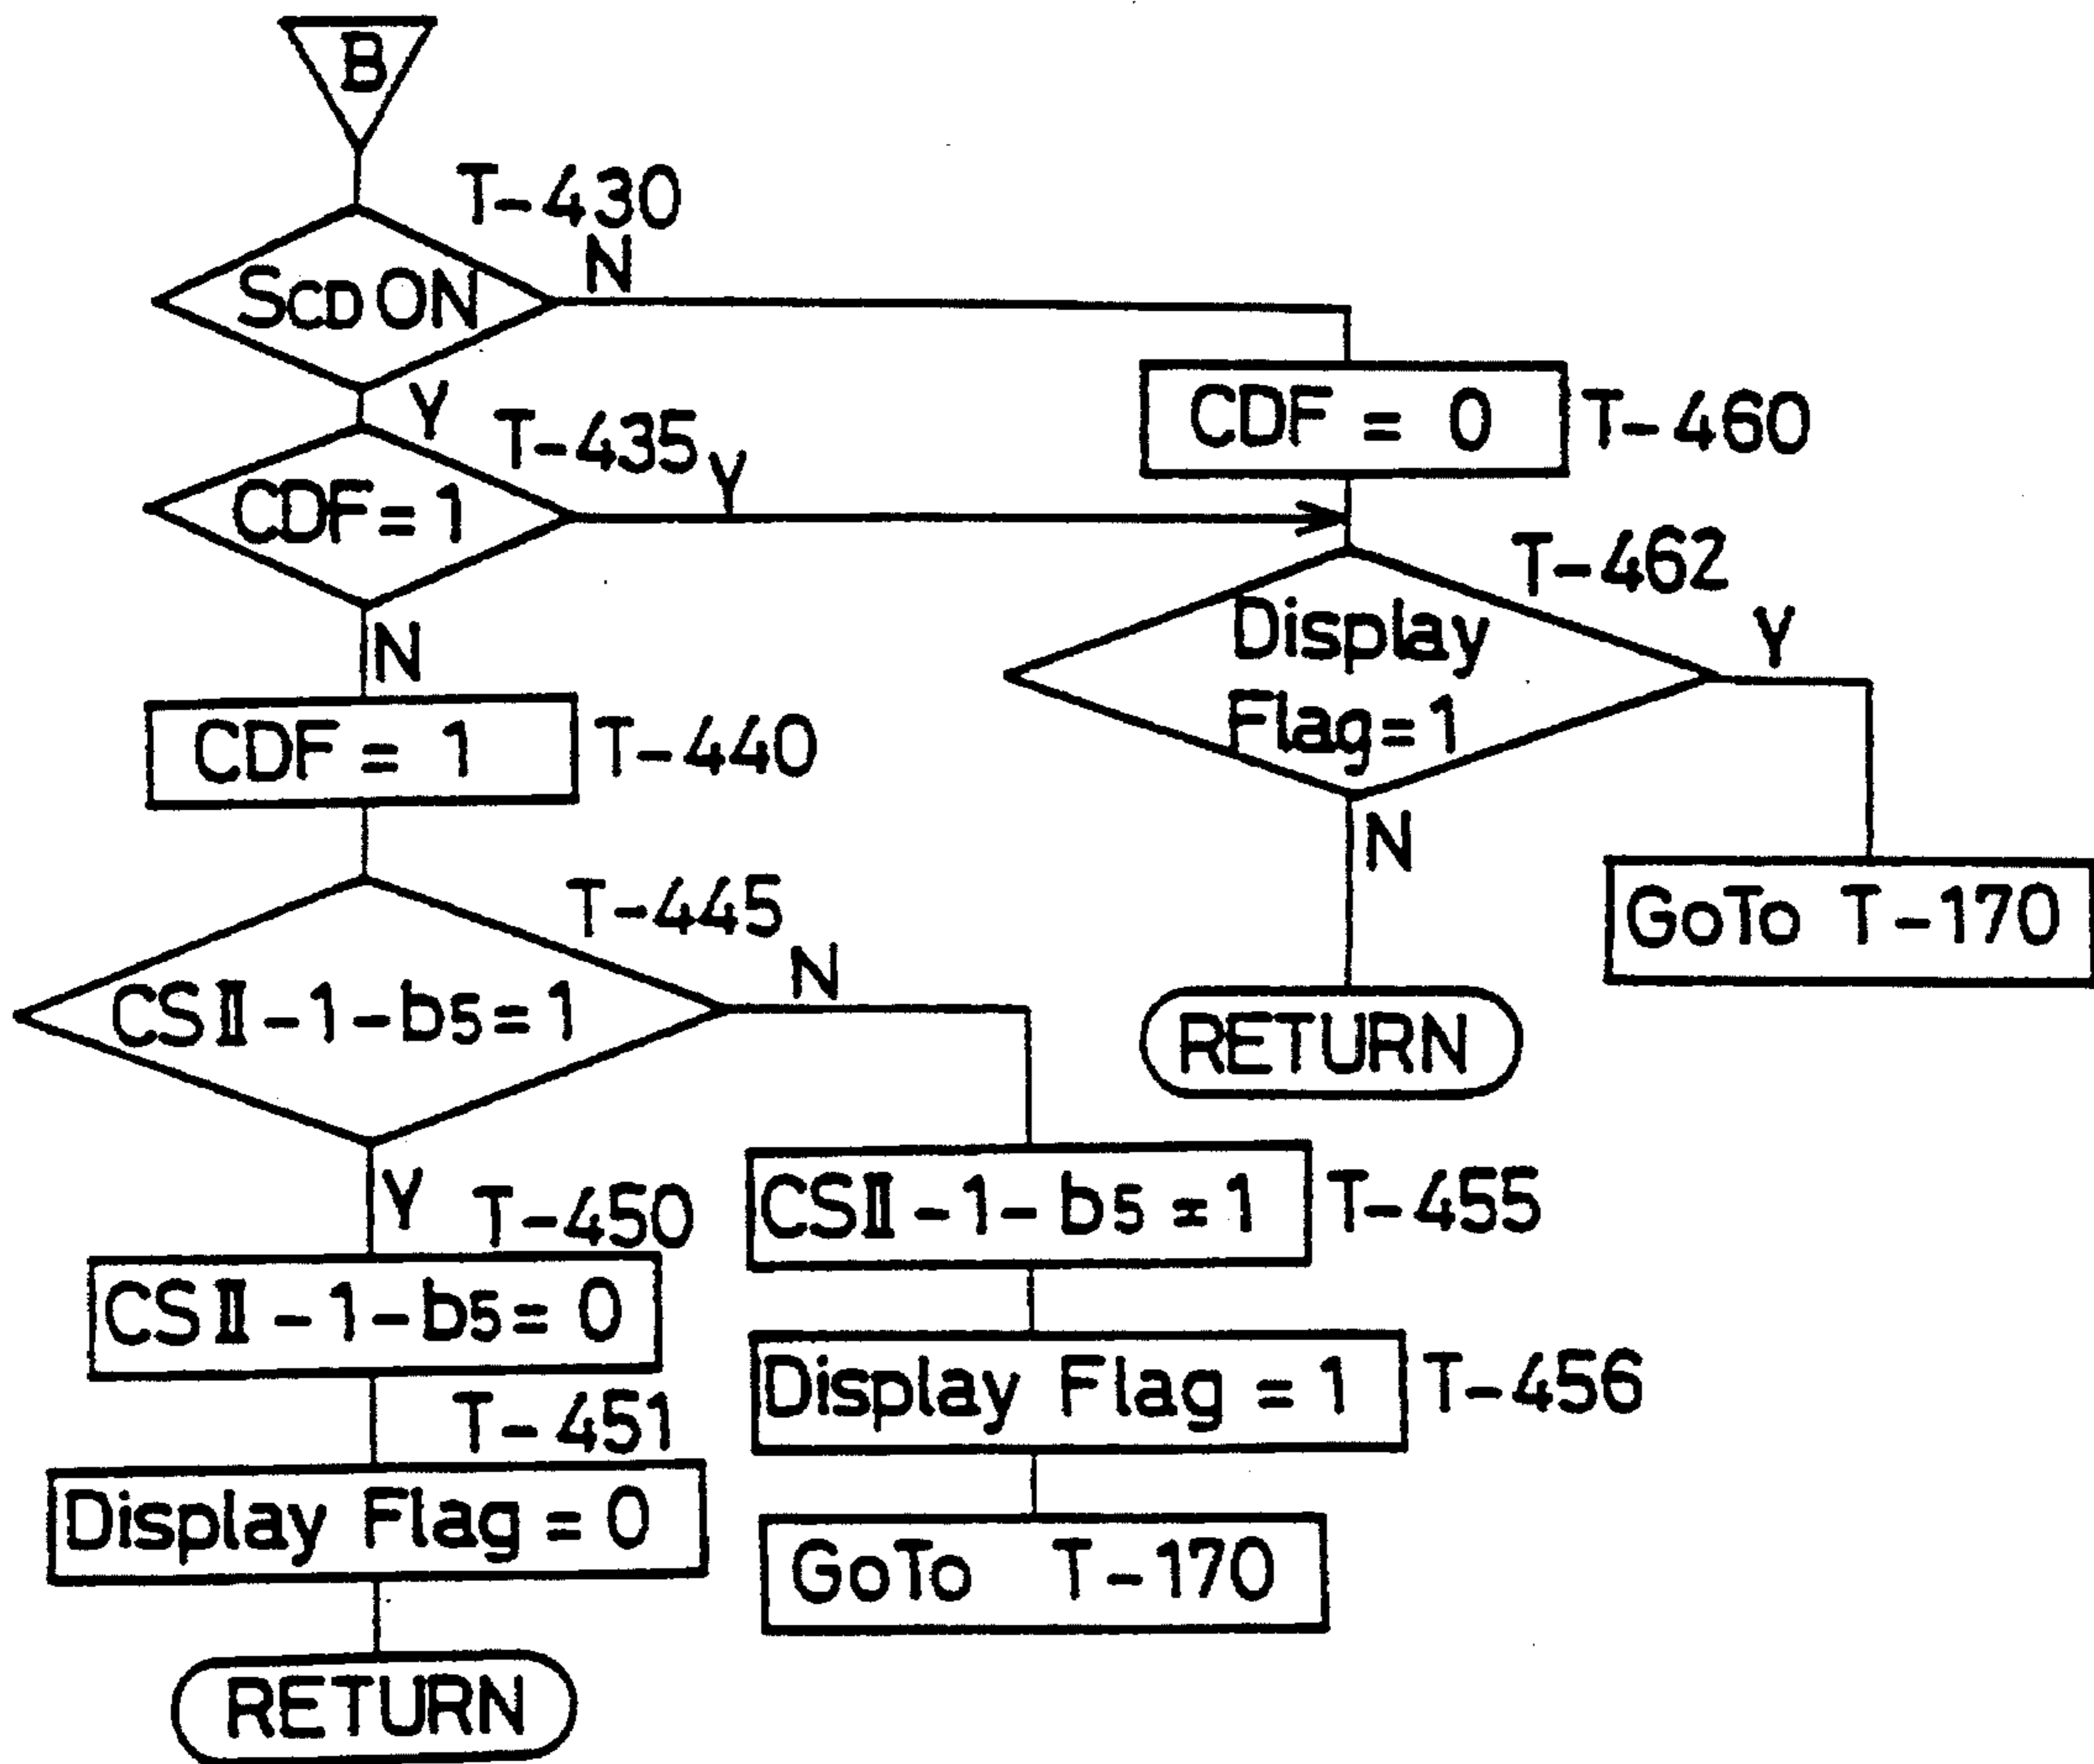 B
T-430
N
SCD ON
Y
CDF = 0
T-460
T-435
Y
CDF=1
T-462
Display
Flag=1
Y
N
CDF = 1
T-440
N
GoTo T-170
T-445
N
CSⅡ-1-b5=1
RETURN
Y
T-450
CSⅡ-1-b5=1
T-455
CSⅡ-1-b5=0
Display Flag = 1
T-456
T-451
Display Flag = 0
GoTo T-170
RETURN